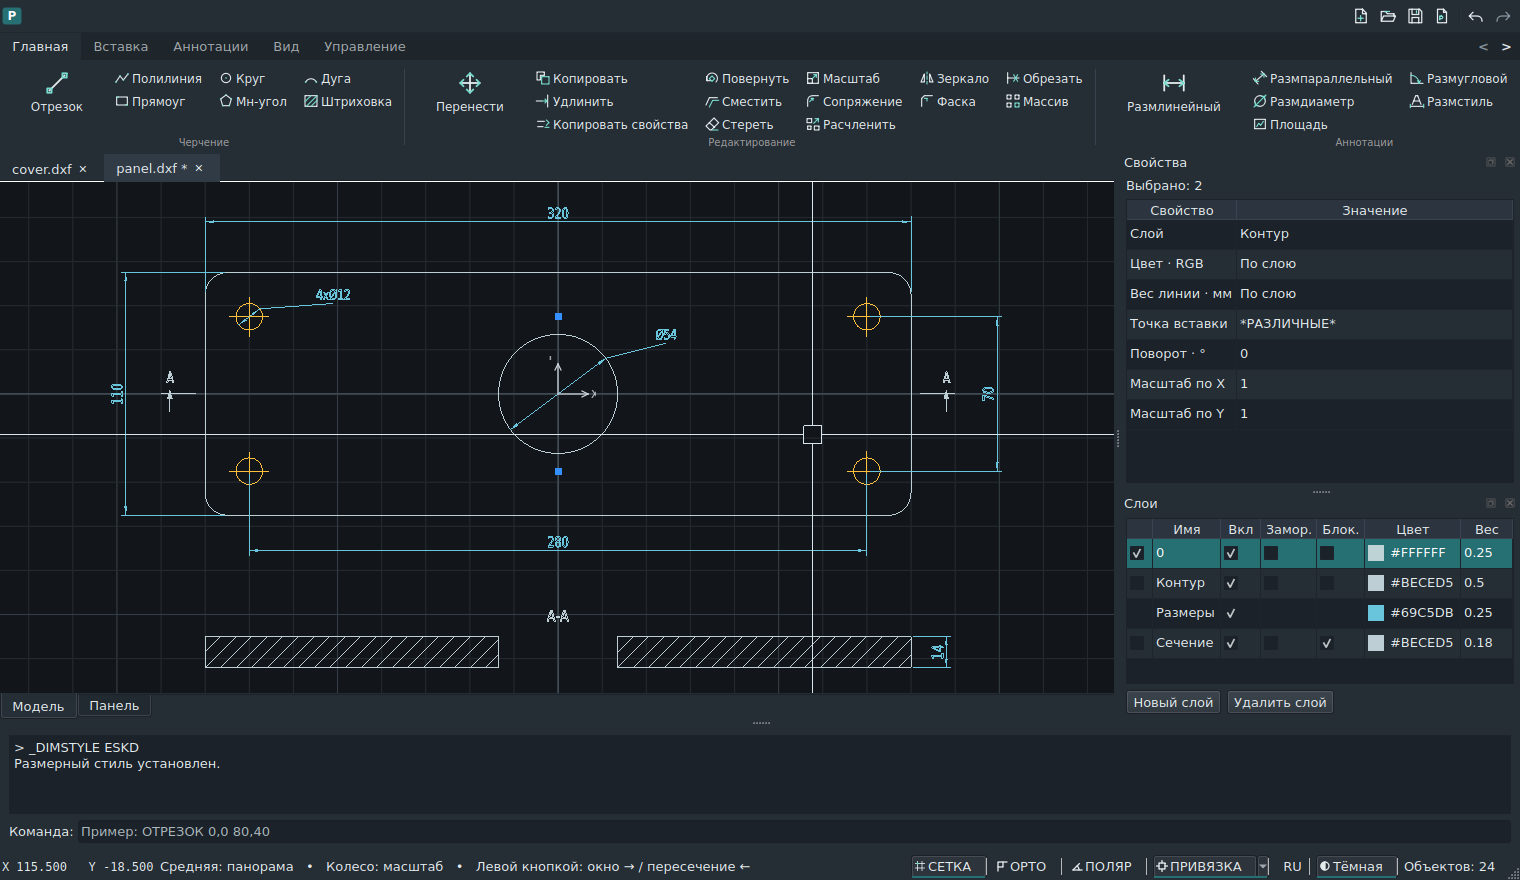 P
Главная Вставка Аннотации Вид Управление < >
Отрезок
Полилиния Круг Дуга
Прямоуг Мн-угол Штриховка
Черчение
Перенести
Копировать Повернуть Масштаб Зеркало Обрезать
Удлинить Сместить Сопряжение Фаска Массив
Копировать свойства Стереть Расчленить
Редактирование
Размлинейный
Размпараллельный Размугловой
Размдиаметр Размстиль
Площадь
Аннотации
cover.dxf × panel.dxf * ×
320
4xØ12
Ø54
A A
110
70
X
280
A-A
14
Модель Панель
Свойства
Выбрано: 2
Свойство Значение
Слой Контур
Цвет · RGB По слою
Вес линии · мм По слою
Точка вставки *РАЗЛИЧНЫЕ*
Поворот · ° 0
Масштаб по X 1
Масштаб по Y 1
Слои
Имя Вкл Замор. Блок. Цвет Вес
0 #FFFFFF 0.25
Контур #BECED5 0.5
Размеры #69C5DB 0.25
Сечение #BECED5 0.18
Новый слой Удалить слой
> _DIMSTYLE ESKD
Размерный стиль установлен.
Команда: Пример: ОТРЕЗОК 0,0 80,40
X 115.500 Y -18.500 Средняя: панорама • Колесо: масштаб • Левой кнопкой: окно → / пересечение ← СЕТКА ОРТО ПОЛЯР ПРИВЯЗКА RU Тёмная Объектов: 24